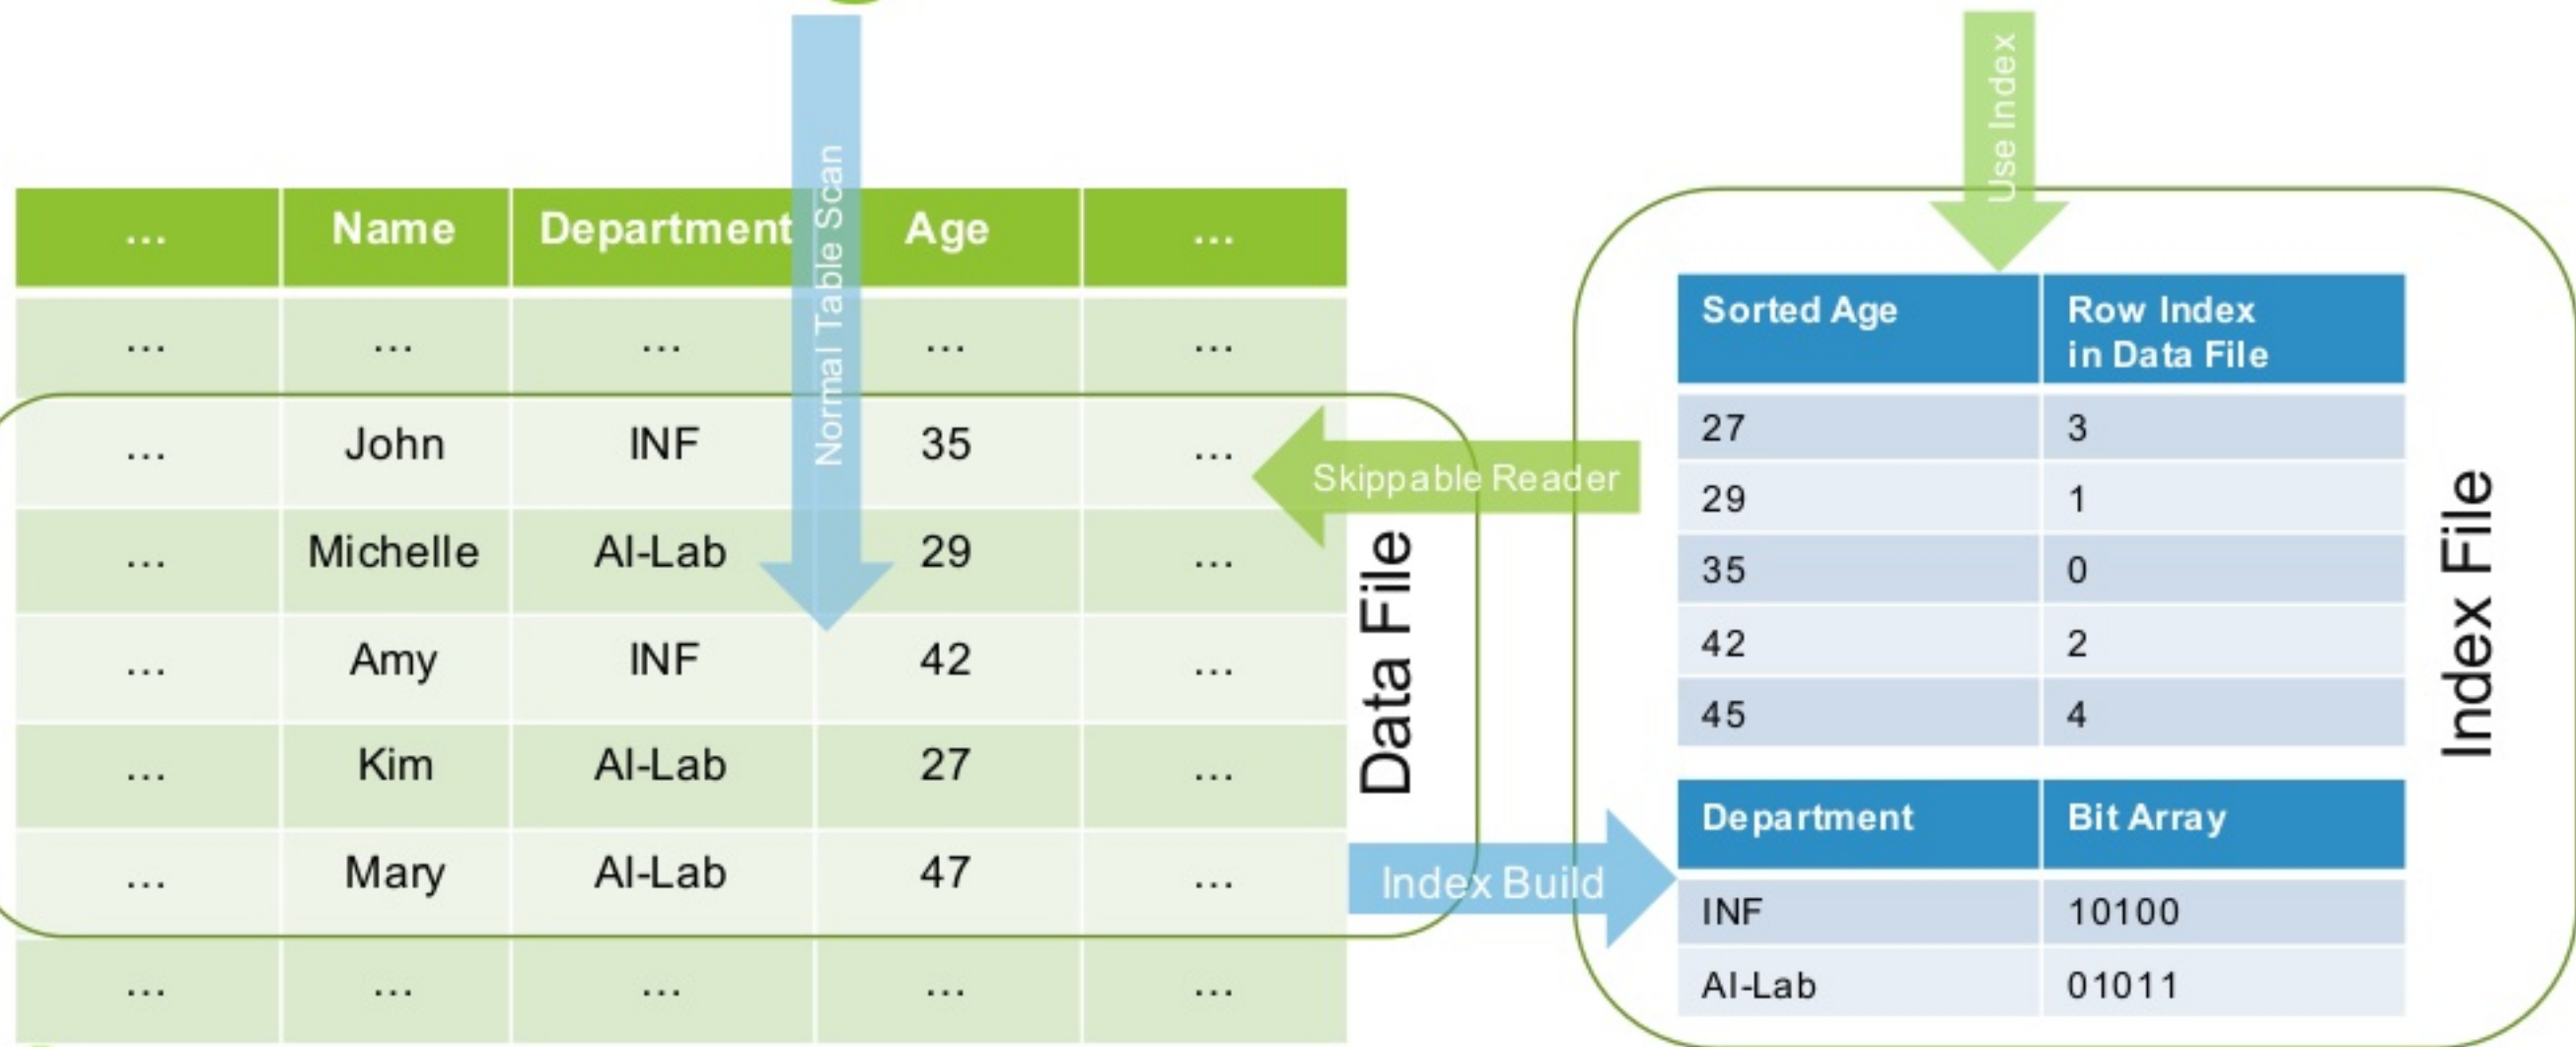 Normal Table Scan
Use Index
... Name Department Age ...
... ... ... ... ...
... John INF 35 ...
... Michelle AI-Lab 29 ...
... Amy INF 42 ...
... Kim AI-Lab 27 ...
... Mary AI-Lab 47 ...
... ... ... ... ...
Data File
Skippable Reader
Index Build
Sorted Age Row Index
in Data File
27 3
29 1
35 0
42 2
45 4
Department Bit Array
INF 10100
AI-Lab 01011
Index File